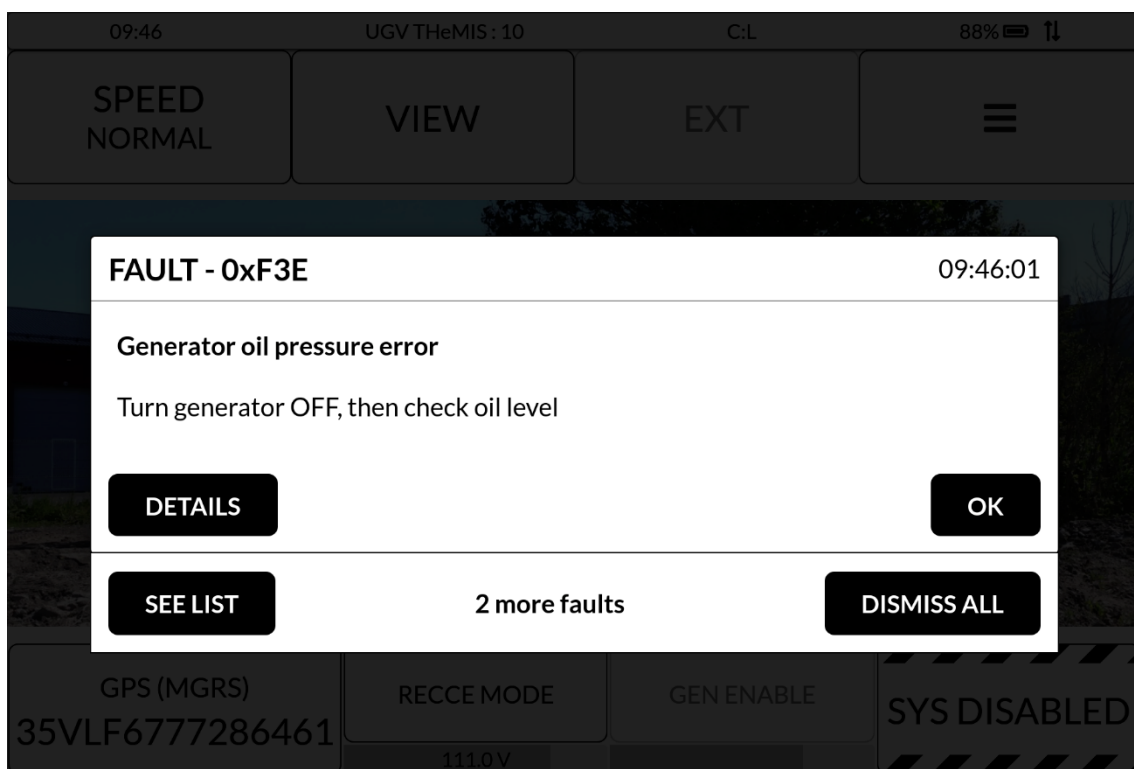 09:46 UGV THeMIS : 10 C:L 88%
SPEED
NORMAL
VIEW
EXT
FAULT - 0xF3E 09:46:01
Generator oil pressure error
Turn generator OFF, then check oil level
DETAILS OK
SEE LIST 2 more faults DISMISS ALL
GPS (MGRS)
35VLF6777286461
RECCE MODE
111.0 V
GEN ENABLE
SYS DISABLED